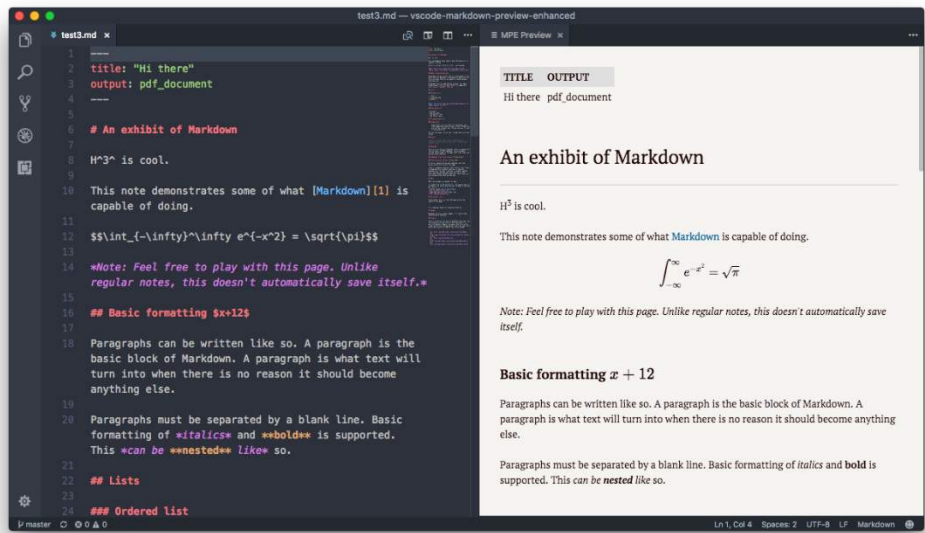 test3.md — vscode-markdown-preview-enhanced
test3.md ×
1 ---
2 title: "Hi there"
3 output: pdf_document
4 ---
5
6 # An exhibit of Markdown
7
8 H^3^ is cool.
9
10 This note demonstrates some of what [Markdown][1] is
capable of doing.
11
12 $$\int_{-\infty}^\infty e^{-x^2} = \sqrt{\pi}$$
13
14 *Note: Feel free to play with this page. Unlike
regular notes, this doesn't automatically save itself.*
15
16 ## Basic formatting $x+12$
17
18 Paragraphs can be written like so. A paragraph is the
basic block of Markdown. A paragraph is what text will
turn into when there is no reason it should become
anything else.
19
20 Paragraphs must be separated by a blank line. Basic
formatting of *italics* and **bold** is supported.
This *can be **nested** like* so.
21
22 ## Lists
23
24 ### Ordered list
MPE Preview ×
TITLE OUTPUT
Hi there pdf_document
An exhibit of Markdown
H³ is cool.
This note demonstrates some of what Markdown is capable of doing.
∫_{-∞}^{∞} e^{-x²} = √π
Note: Feel free to play with this page. Unlike regular notes, this doesn't automatically save
itself.
Basic formatting x + 12
Paragraphs can be written like so. A paragraph is the basic block of Markdown. A
paragraph is what text will turn into when there is no reason it should become anything
else.
Paragraphs must be separated by a blank line. Basic formatting of italics and bold is
supported. This can be nested like so.
master 0 0
Ln 1, Col 4 Spaces: 2 UTF-8 LF Markdown